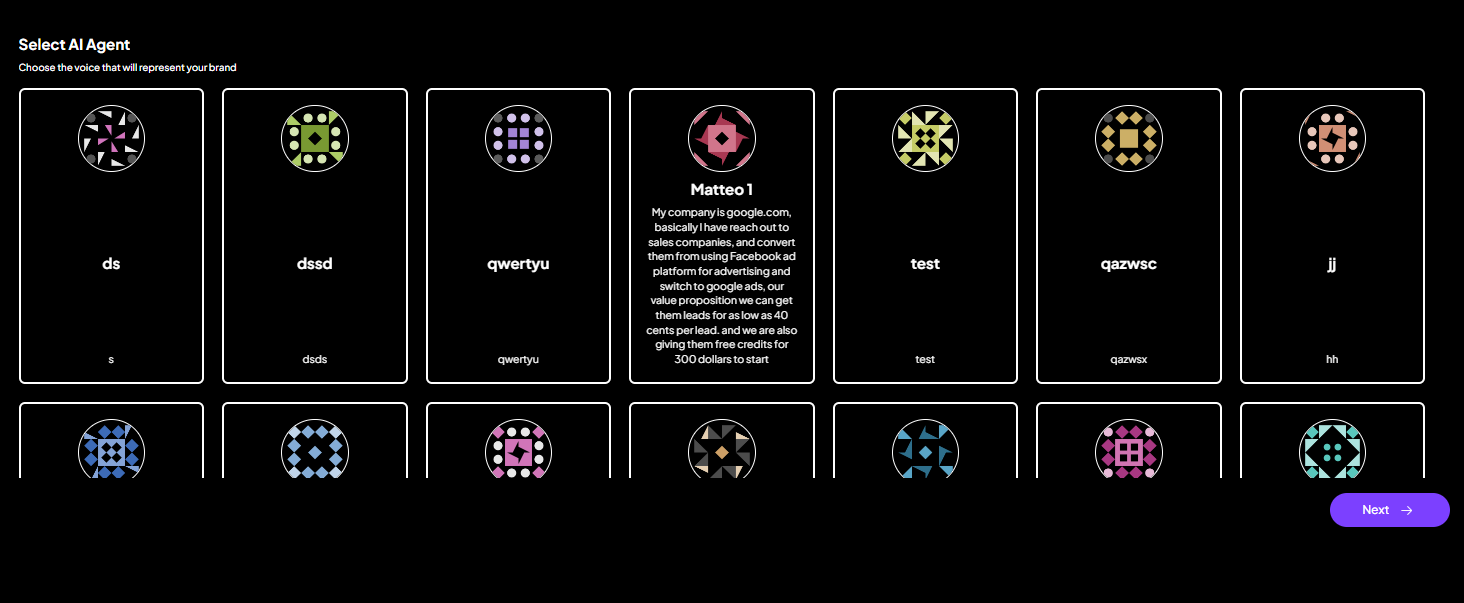 Select AI Agent
Choose the voice that will represent your brand
ds
s
dssd
dsds
qwertyu
qwertyu
Matteo 1
My company is google.com,
basically I have reach out to
sales companies, and convert
them from using Facebook ad
platform for advertising and
switch to google ads, our
value proposition we can get
them leads for as low as 40
cents per lead. and we are also
giving them free credits for
300 dollars to start
test
test
qazwsc
qazwsx
jj
hh
Next